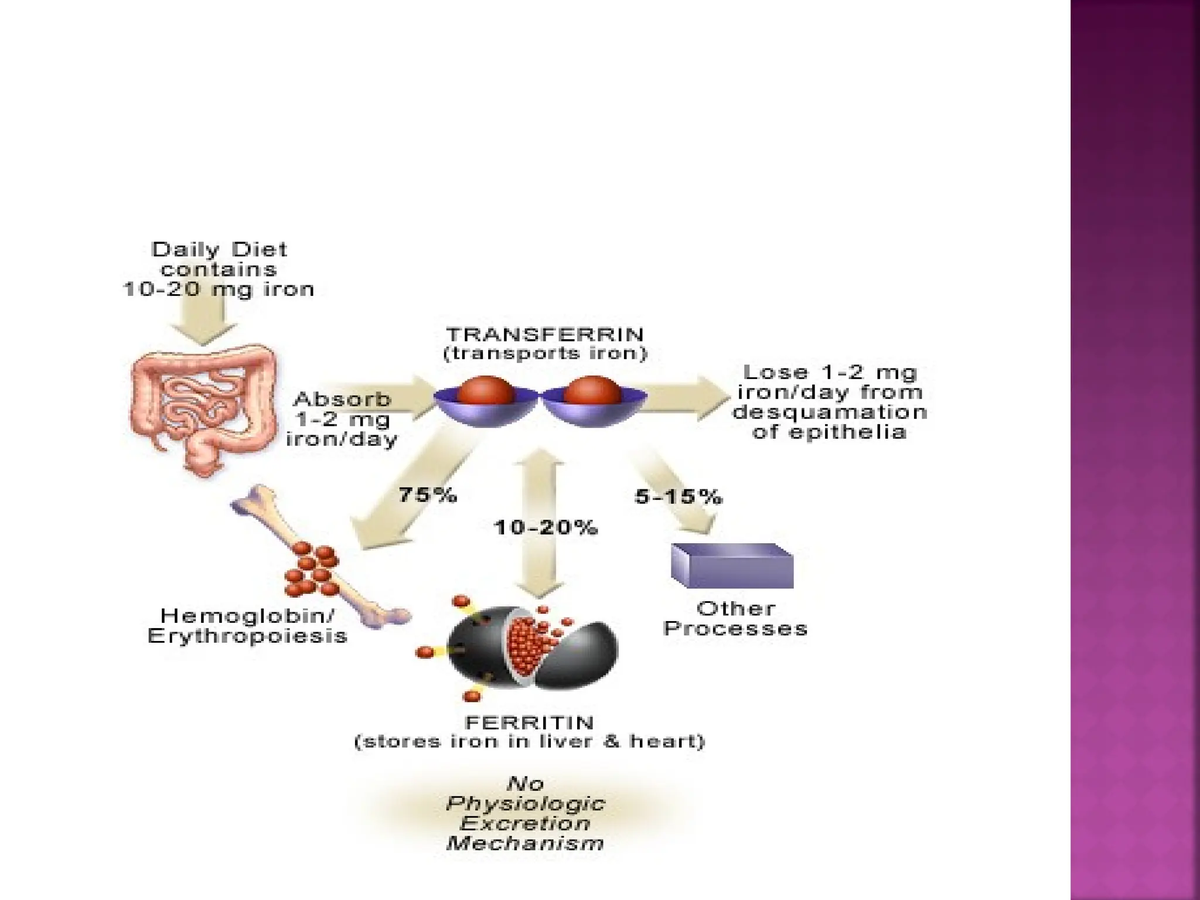 Daily Diet
contains
10-20 mg iron
TRANSFERRIN
(transports iron)
Absorb
1-2 mg
iron/day
Lose 1-2 mg
iron/day from
desquamation
of epithelia
75%
10-20%
5-15%
Hemoglobin/
Erythropoiesis
Other
Processes
FERRITIN
(stores iron in liver & heart)
No
Physiologic
Excretion
Mechanism